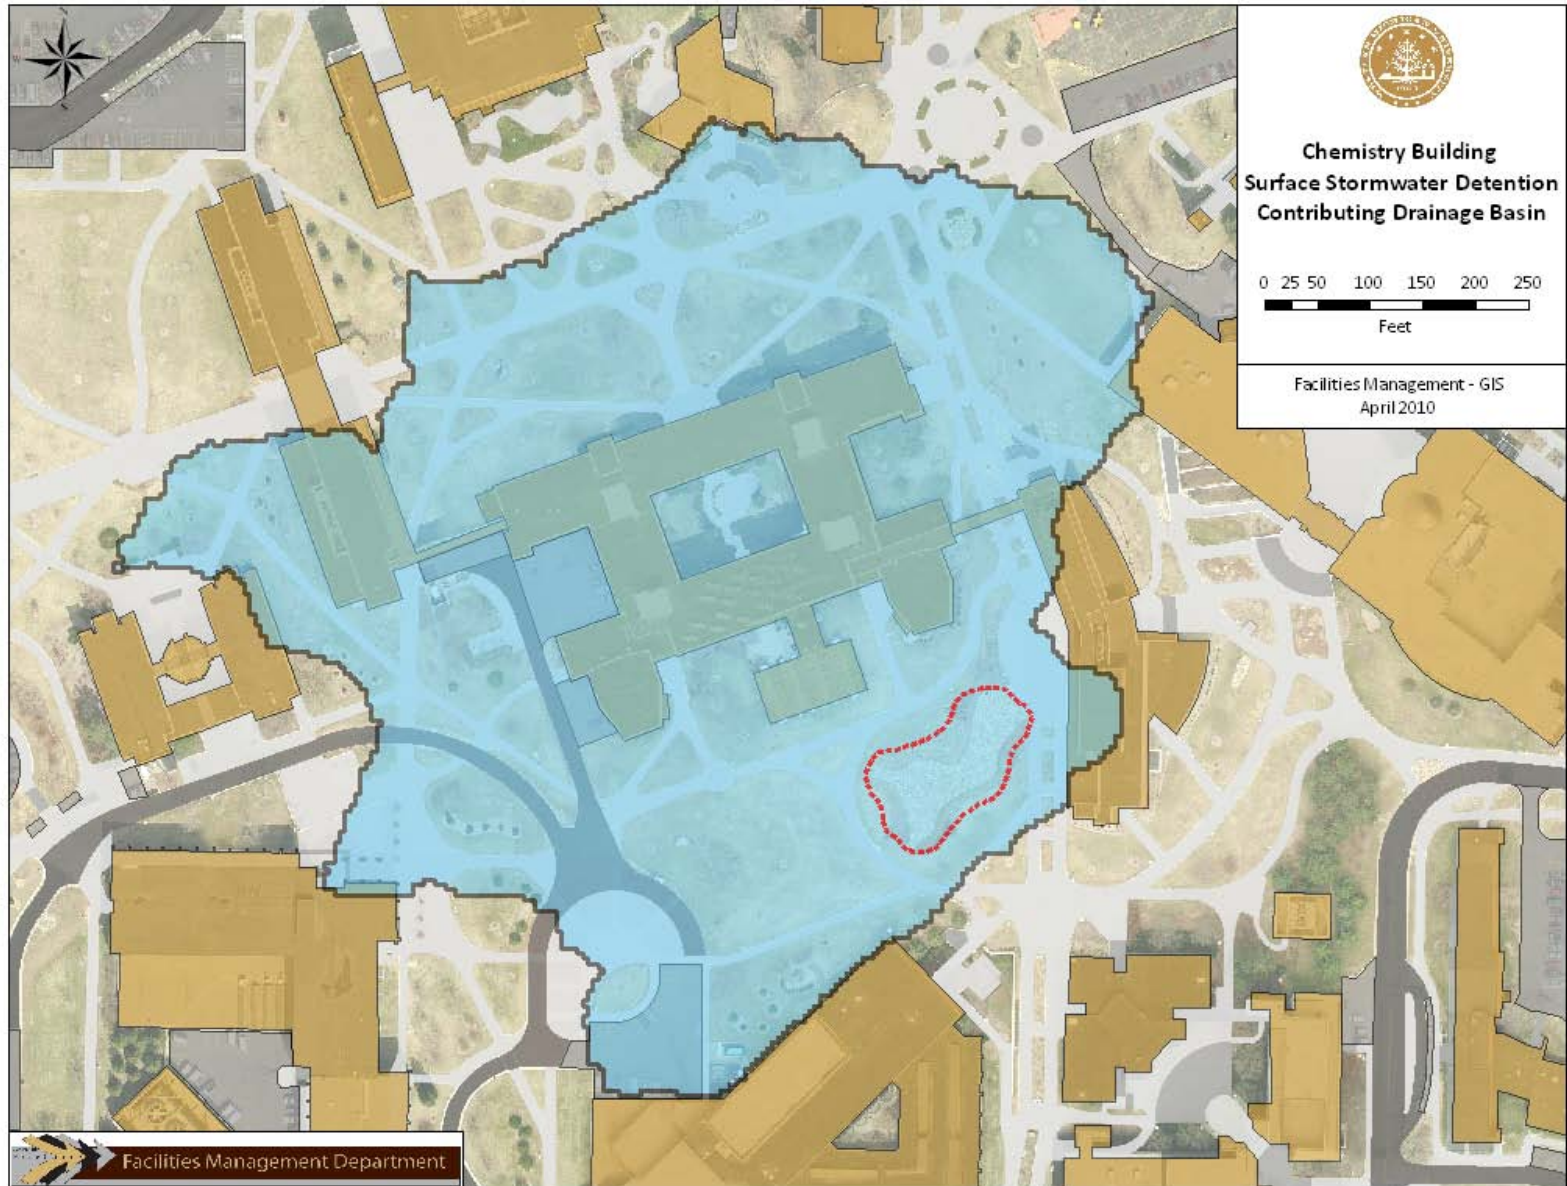 Chemistry Building
Surface Stormwater Detention
Contributing Drainage Basin
0 25 50 100 150 200 250
Feet
Facilities Management - GIS
April 2010
Facilities Management Department